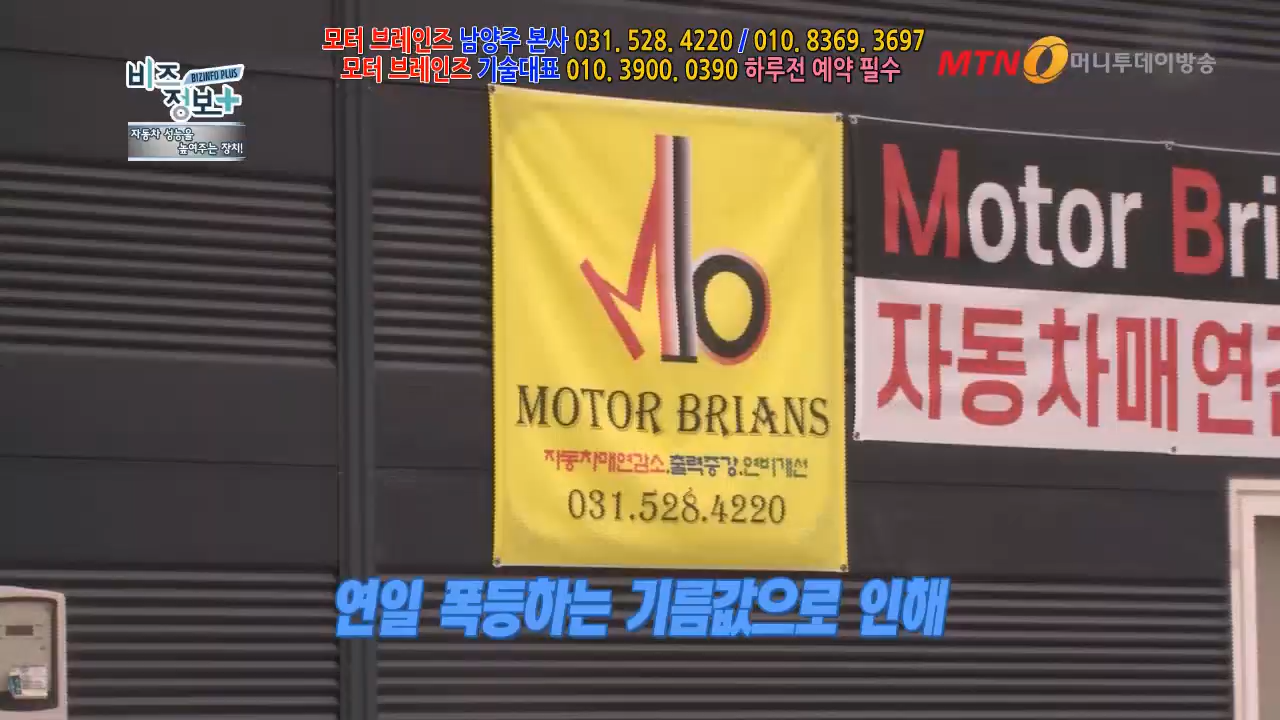 모터 브레인즈 남양주 본사 031. 528. 4220 / 010. 8369. 3697
모터 브레인즈 기술대표 010. 3900. 0390 하루전 예약 필수
비즈 정보+
BIZINFO PLUS
자동차 성능을
높여주는 장치!
MTN 머니투데이방송
Mb
MOTOR BRIANS
자동차매연감소.출력증강.연비개선
031.528.4220
Motor Bri
자동차매연감
연일 폭등하는 기름값으로 인해